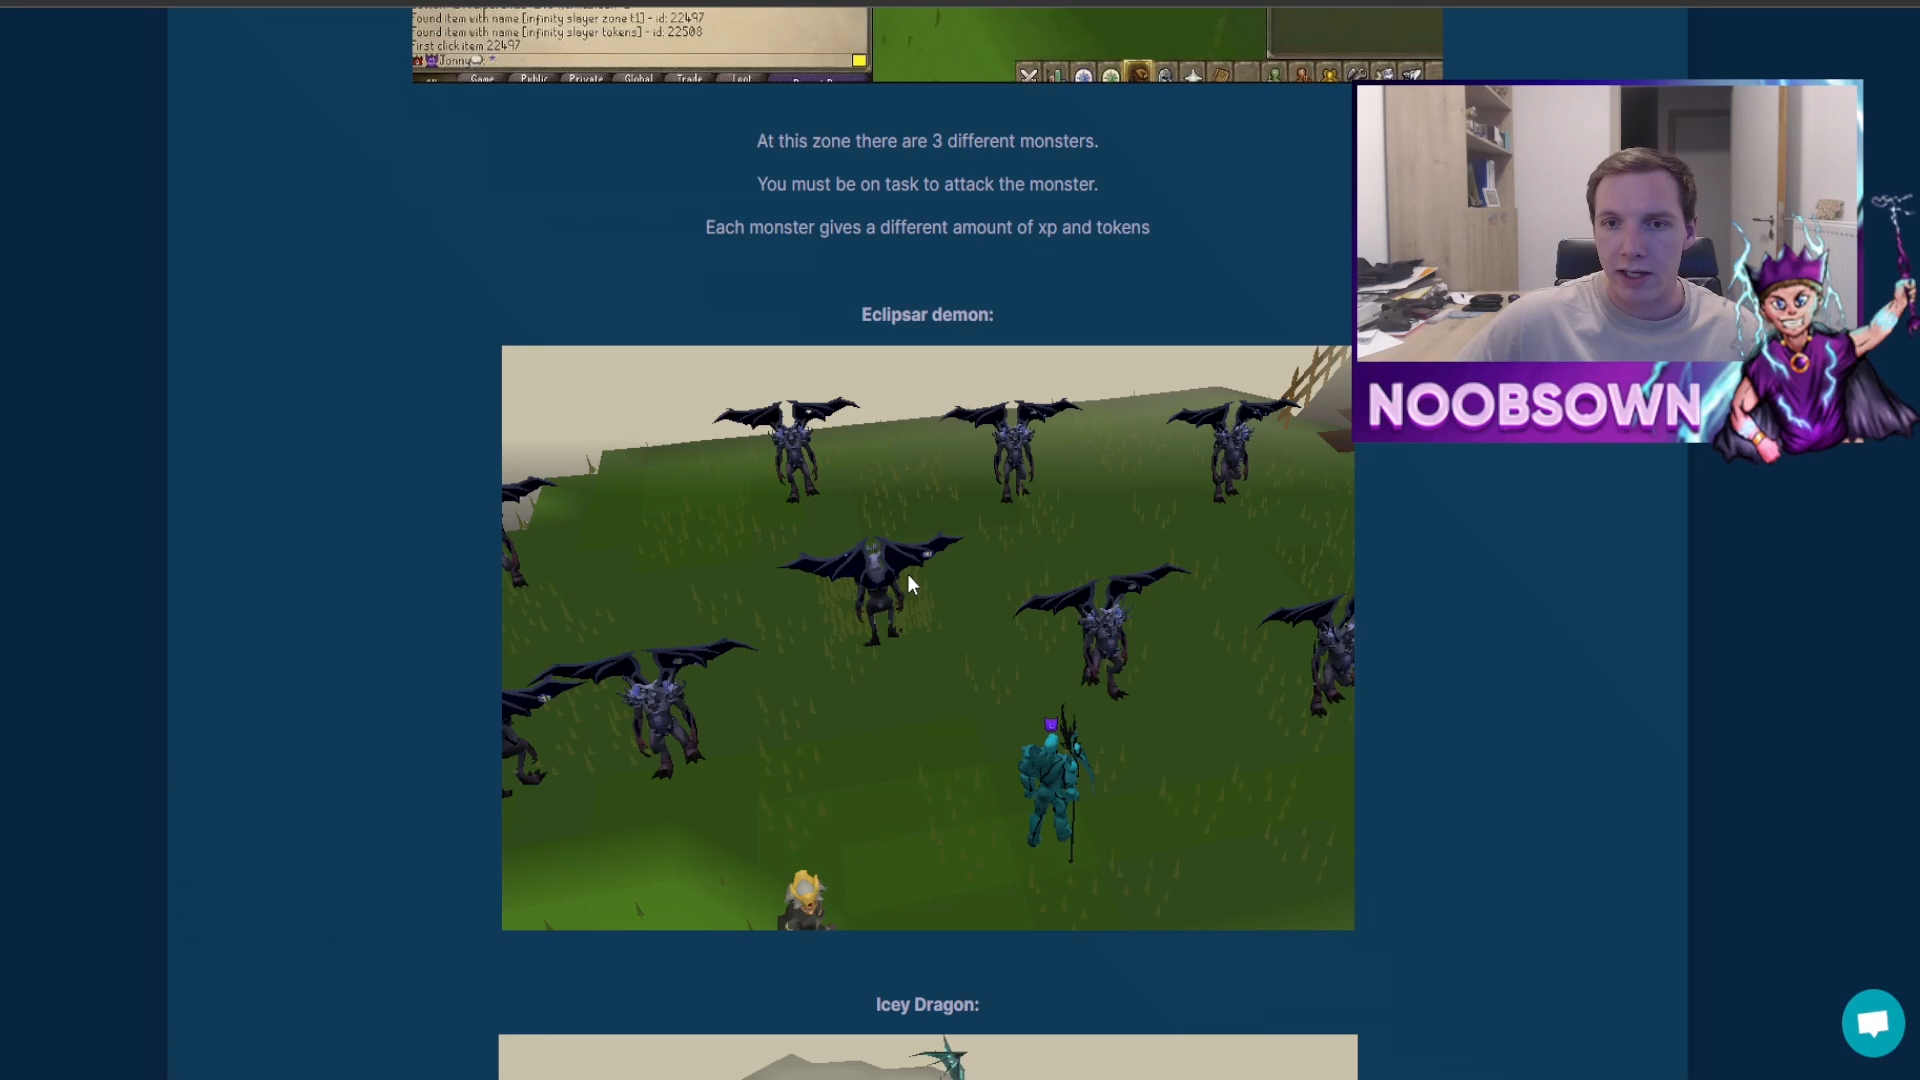 Found item with name [infinity slayer zone t1] - id: 22497
Found item with name [infinity slayer tokens] - id: 22508
First click item 22497
Jonny: *
Game Public Private Global Trade
At this zone there are 3 different monsters.
You must be on task to attack the monster.
Each monster gives a different amount of xp and tokens
Eclipsar demon:
NOOBSOWN
Icey Dragon: